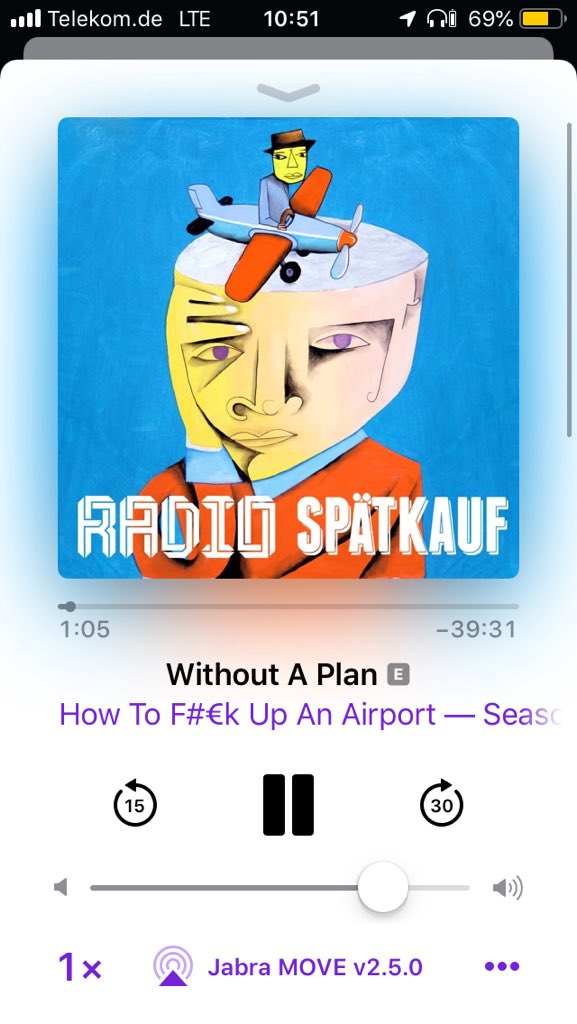 Telekom.de LTE 10:51 69%
RADIO SPÄTKAUF
1:05 −39:31
Without A Plan E
How To F#€k Up An Airport — Seas
15 30
1× Jabra MOVE v2.5.0